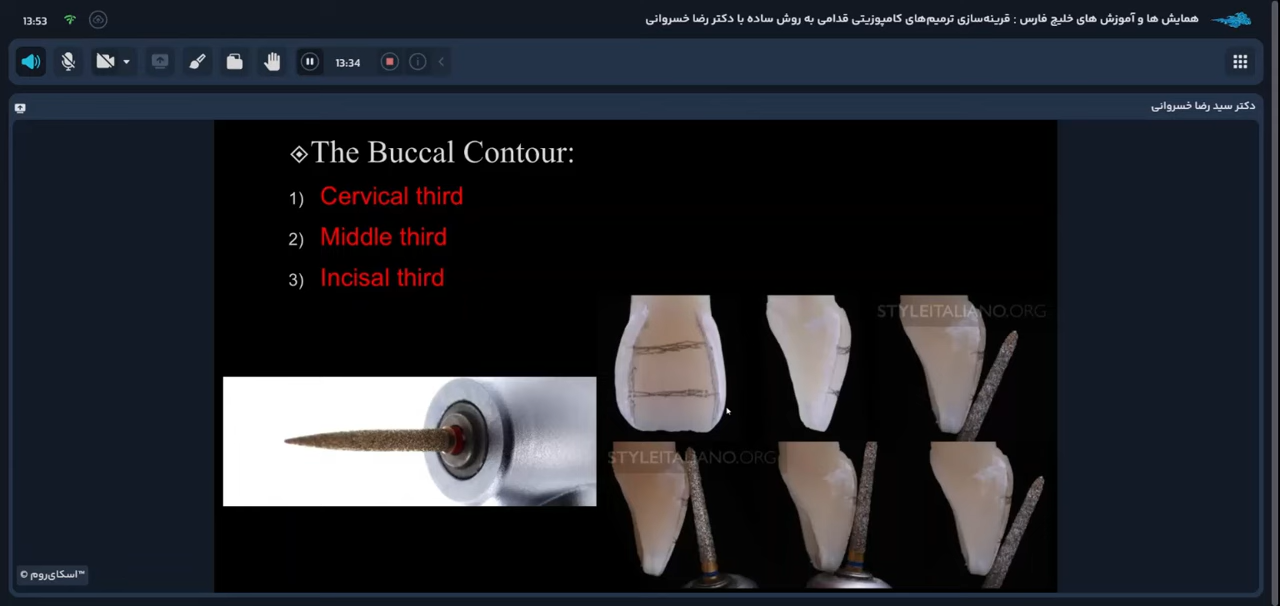 13:53
همایش ها و آموزش های خلیج فارس : قرینه‌سازی ترمیم‌های کامپوزیتی قدامی به روش ساده با دکتر رضا خسروانی
13:34
دکتر سید رضا خسروانی
The Buccal Contour:
1) Cervical third
2) Middle third
3) Incisal third
STYLEITALIANO.ORG
STYLEITALIANO.ORG
© اسکای‌روم™